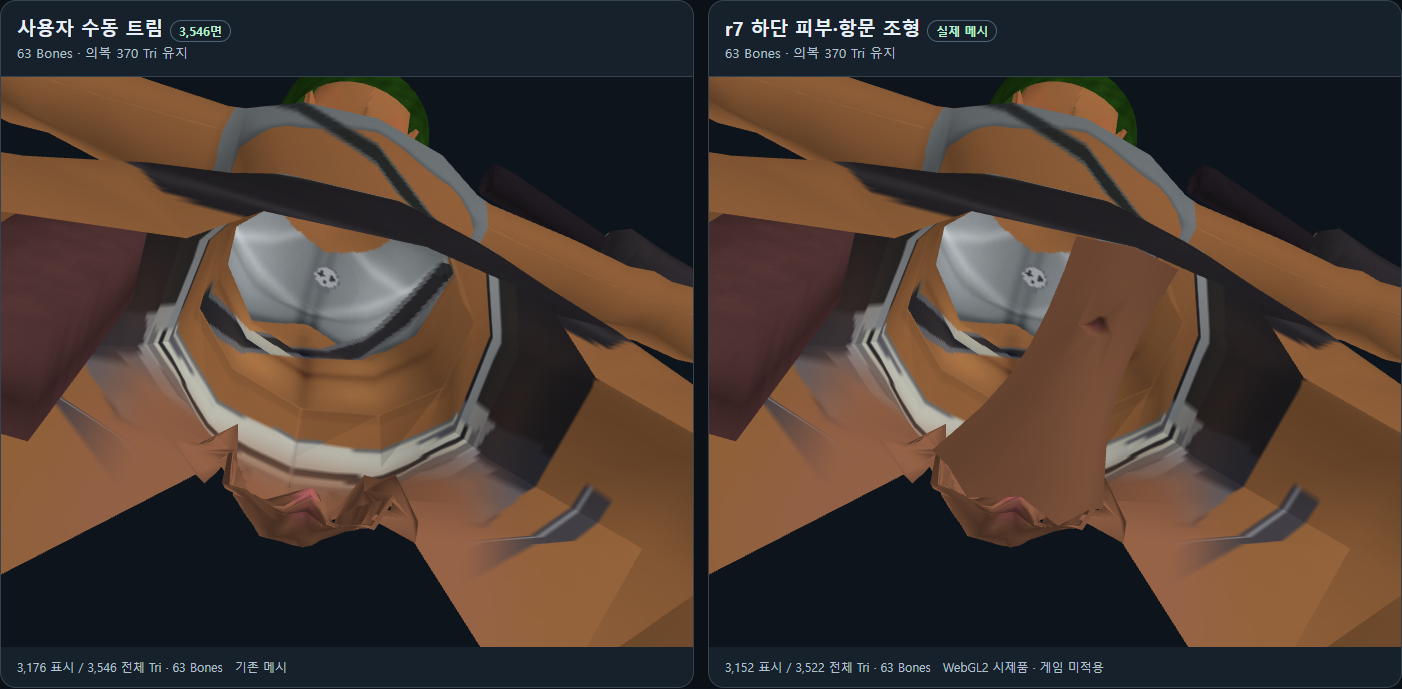 사용자 수동 트림 3,546면
63 Bones · 의복 370 Tri 유지
3,176 표시 / 3,546 전체 Tri · 63 Bones 기존 메시
r7 하단 피부·항문 조형 실제 메시
63 Bones · 의복 370 Tri 유지
3,152 표시 / 3,522 전체 Tri · 63 Bones WebGL2 시제품 · 게임 미적용